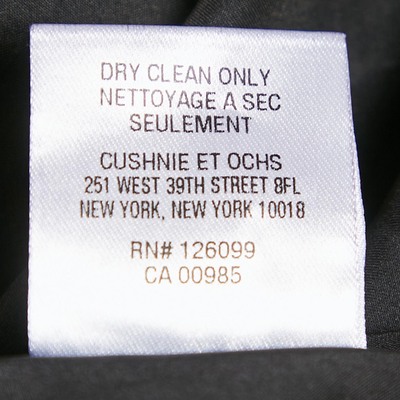 DRY CLEAN ONLY
NETTOYAGE A SEC
SEULEMENT
CUSHNIE ET OCHS
251 WEST 39TH STREET 8FL
NEW YORK, NEW YORK 10018
RN# 126099
CA 00985